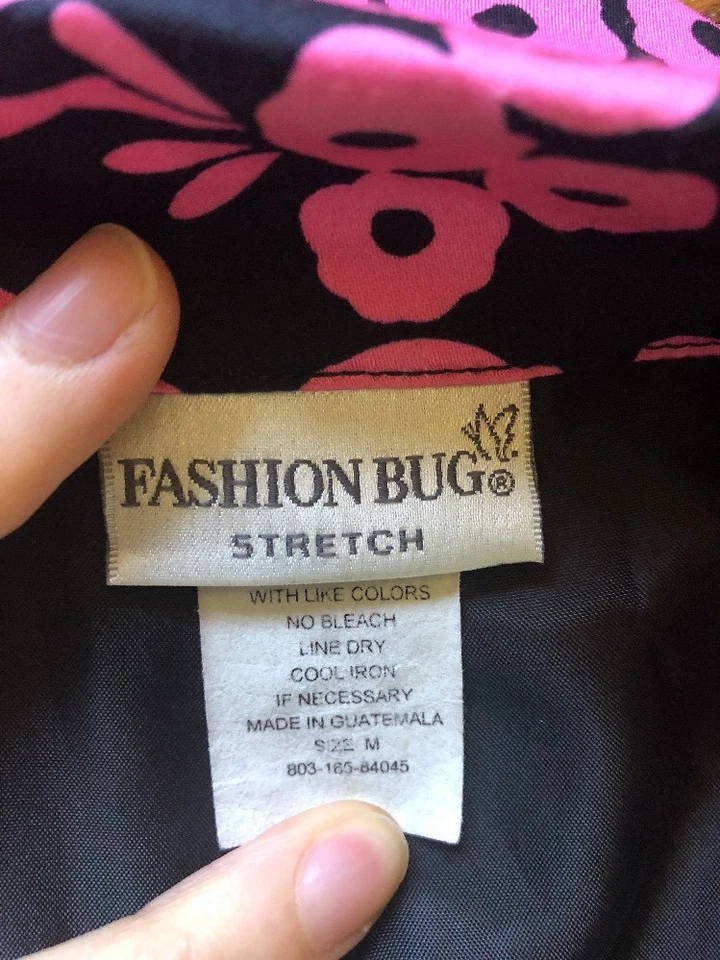 FASHION BUG®
STRETCH
WITH LIKE COLORS
NO BLEACH
LINE DRY
COOL IRON
IF NECESSARY
MADE IN GUATEMALA
SIZE M
803-165-84045